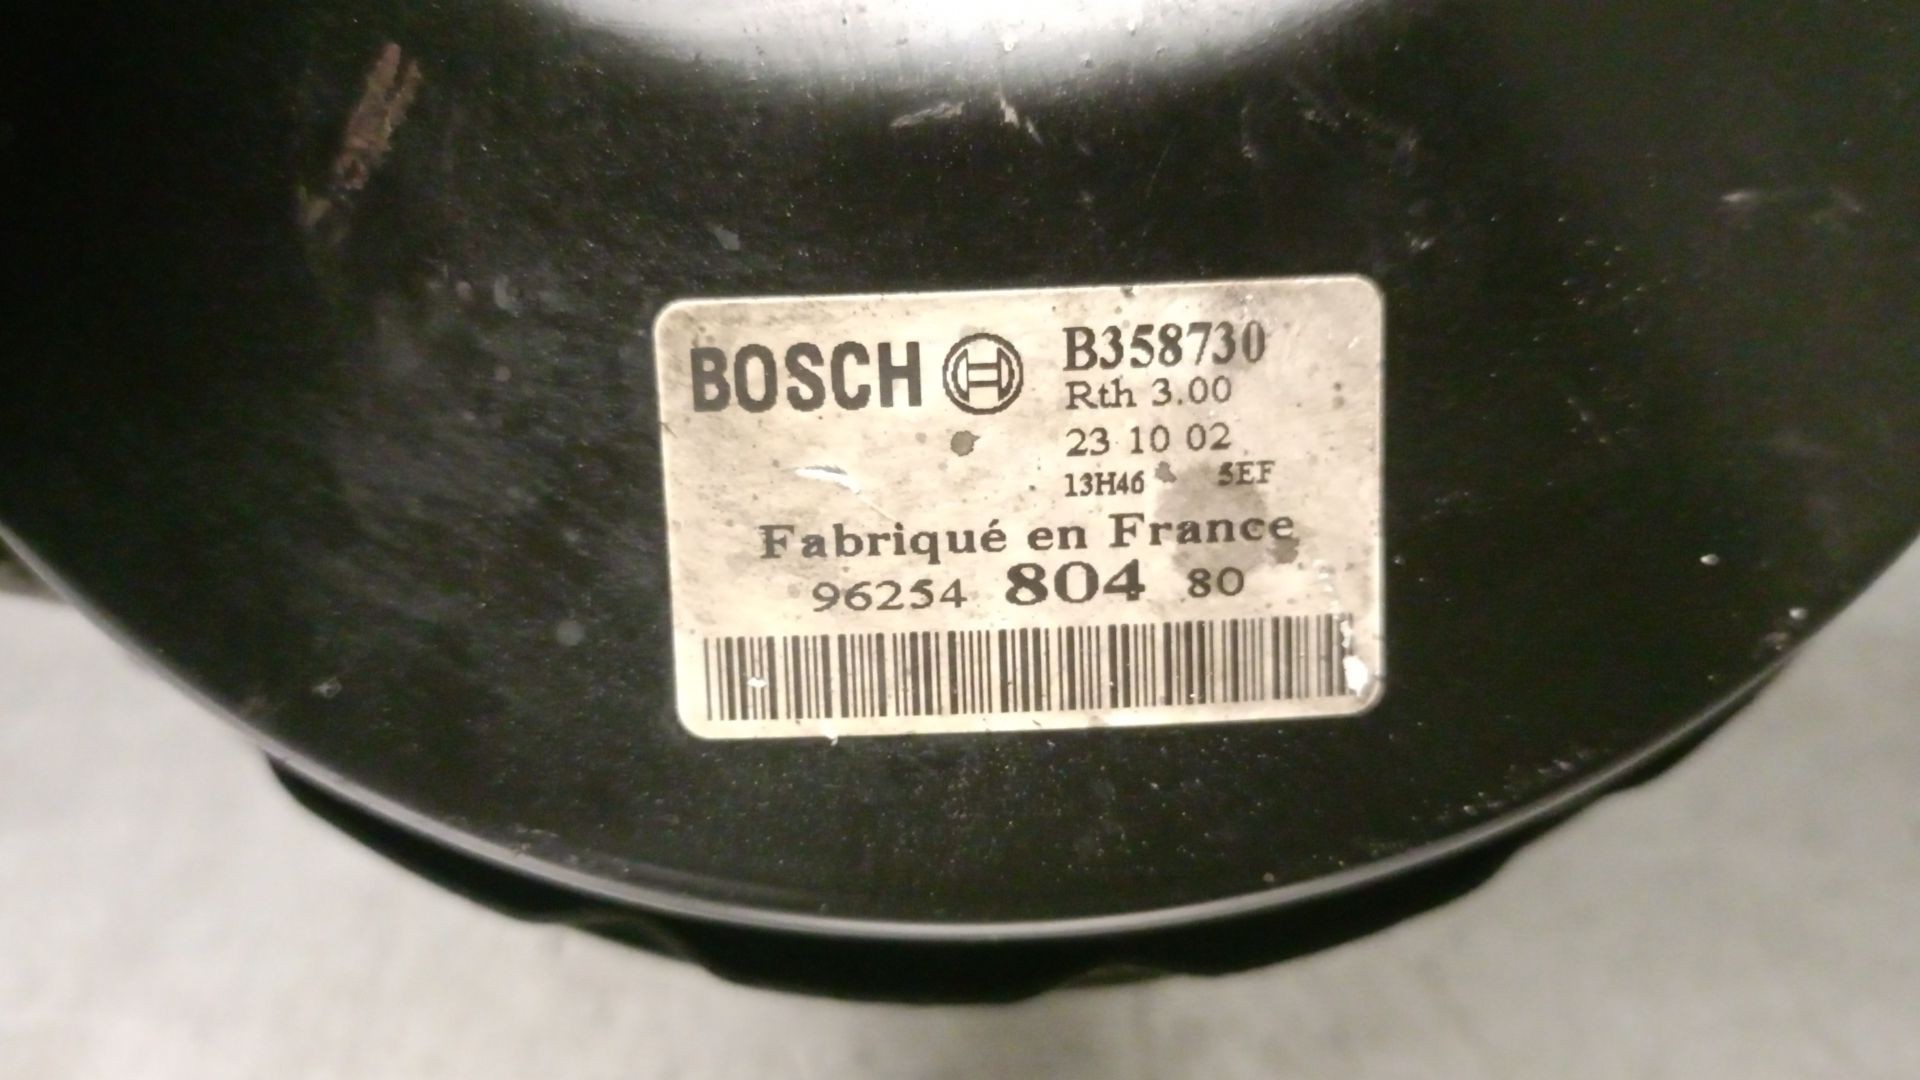 BOSCH B358730
Rth 3.00
23 10 02
13H46 5EF
Fabriqué en France
96254 804 80